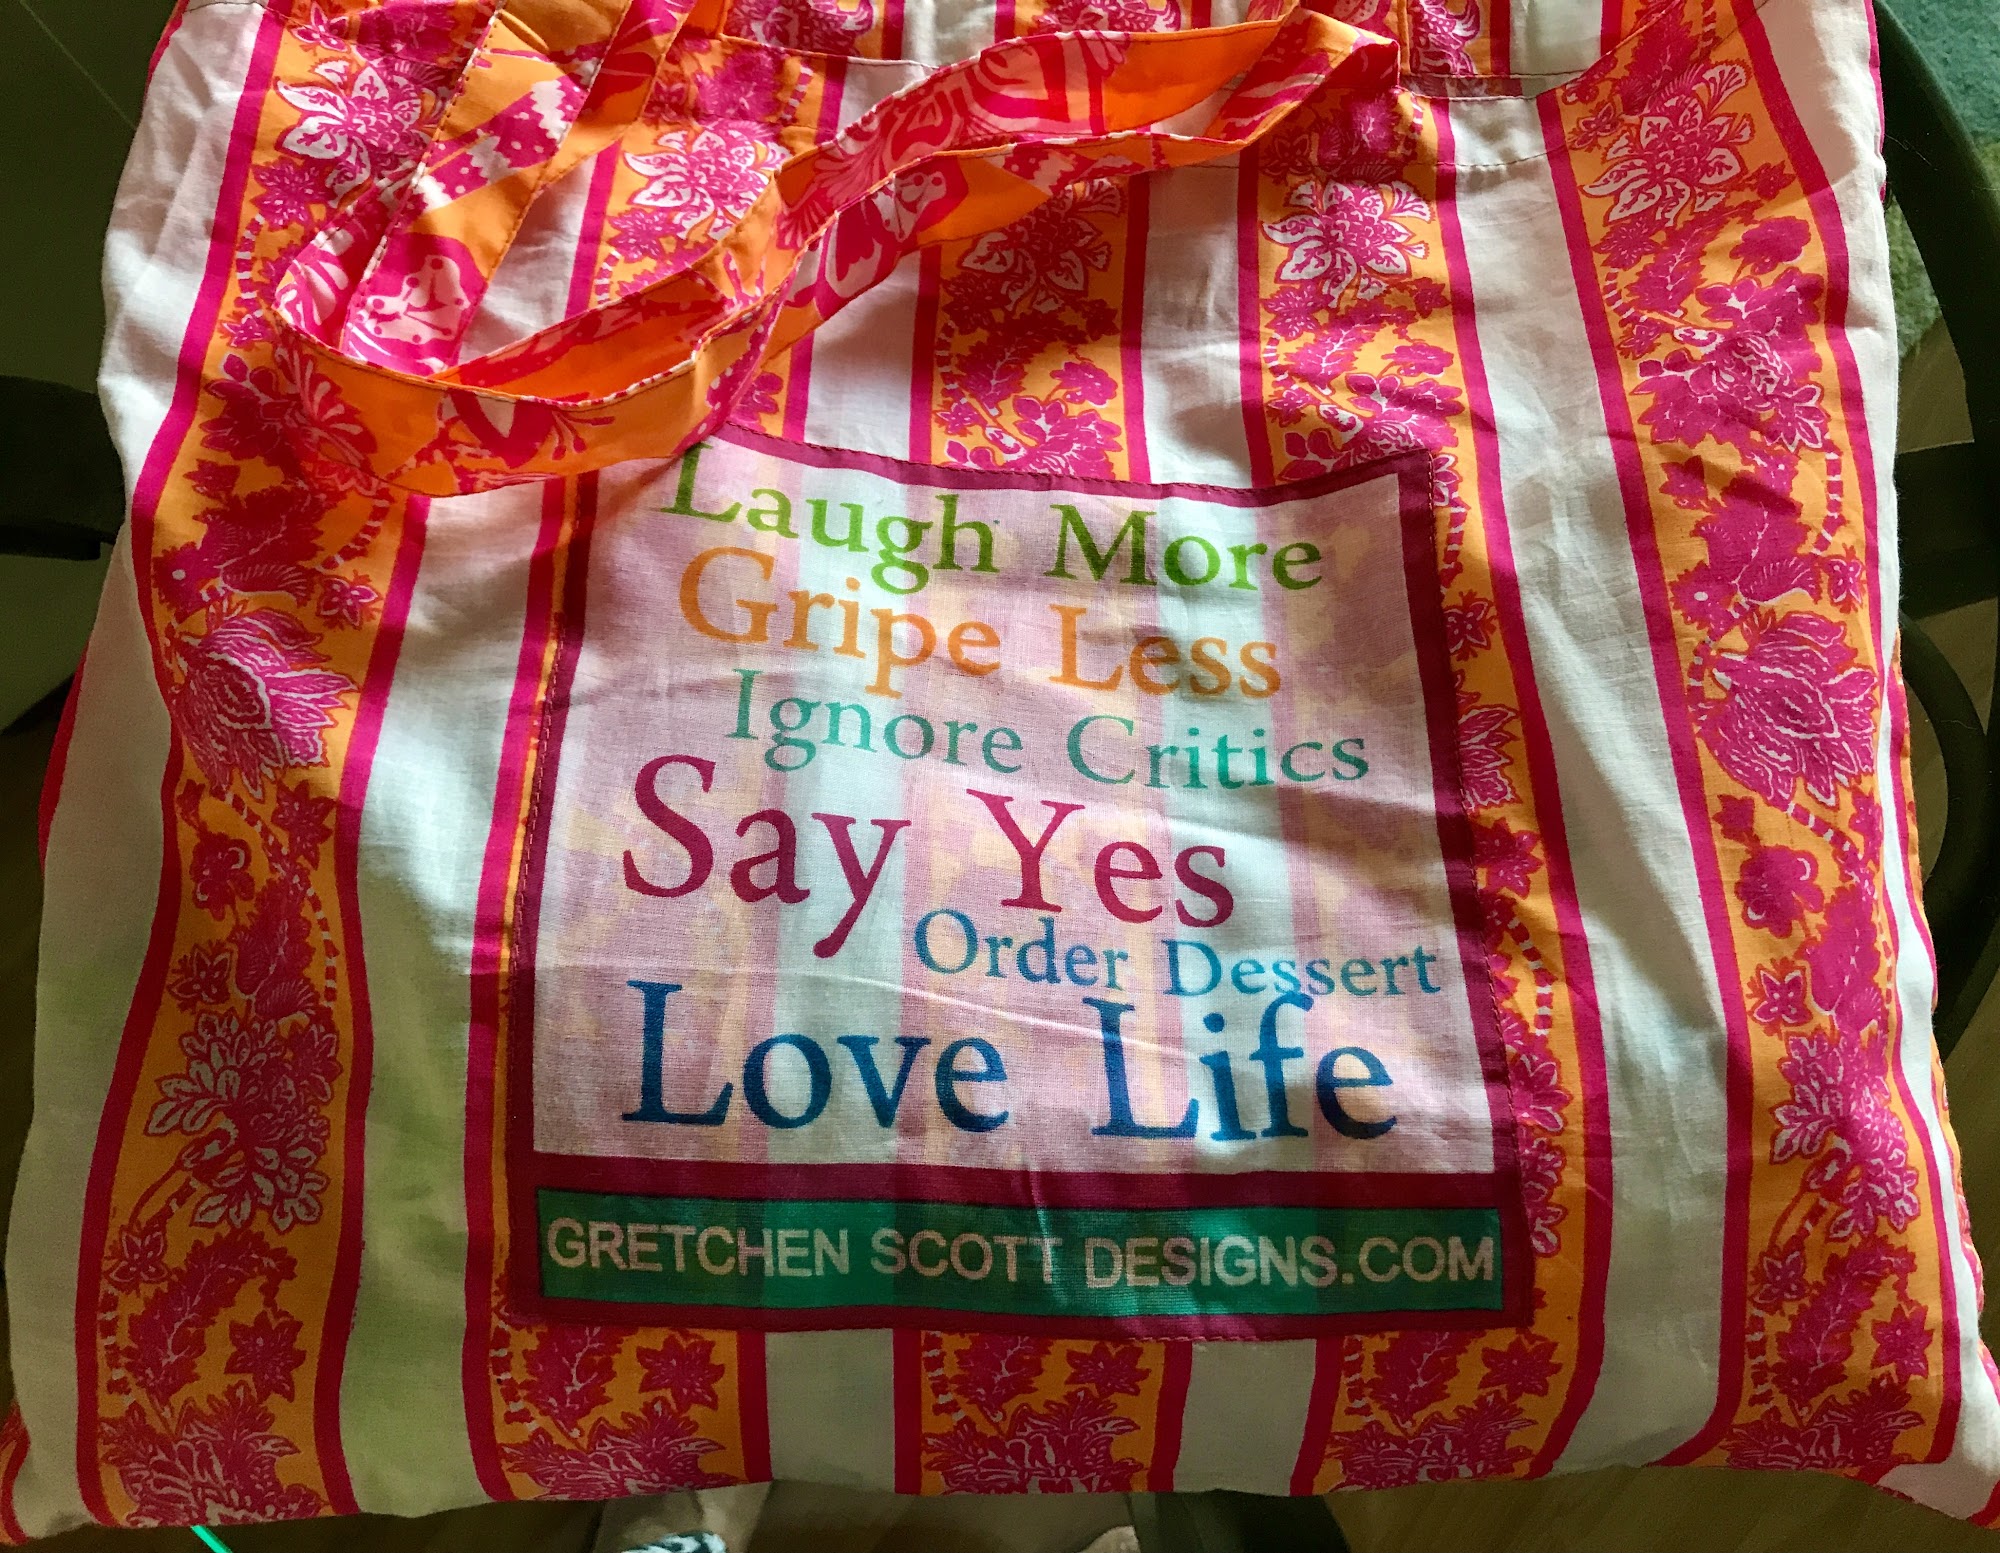 Laugh More
Gripe Less
Ignore Critics
Say Yes
Order Dessert
Love Life
GRETCHEN SCOTT DESIGNS.COM